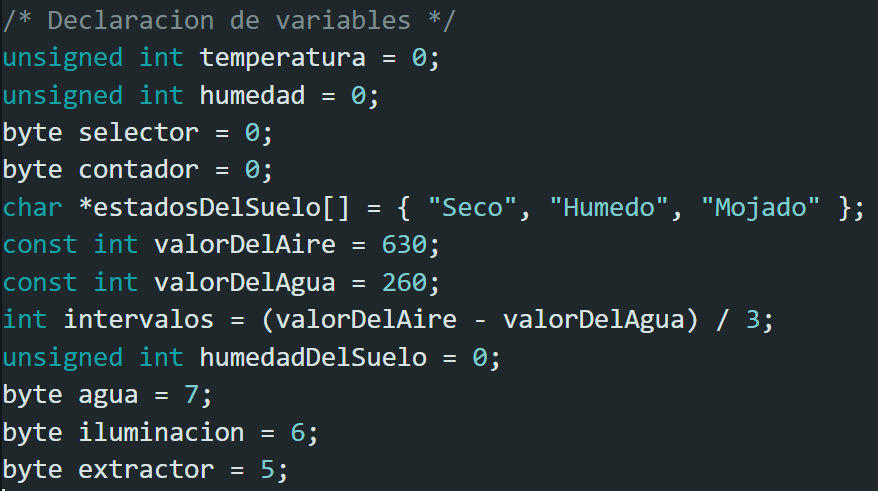 /* Declaracion de variables */
unsigned int temperatura = 0;
unsigned int humedad = 0;
byte selector = 0;
byte contador = 0;
char *estadosDelSuelo[] = { "Seco", "Humedo", "Mojado" };
const int valorDelAire = 630;
const int valorDelAgua = 260;
int intervalos = (valorDelAire - valorDelAgua) / 3;
unsigned int humedadDelSuelo = 0;
byte agua = 7;
byte iluminacion = 6;
byte extractor = 5;